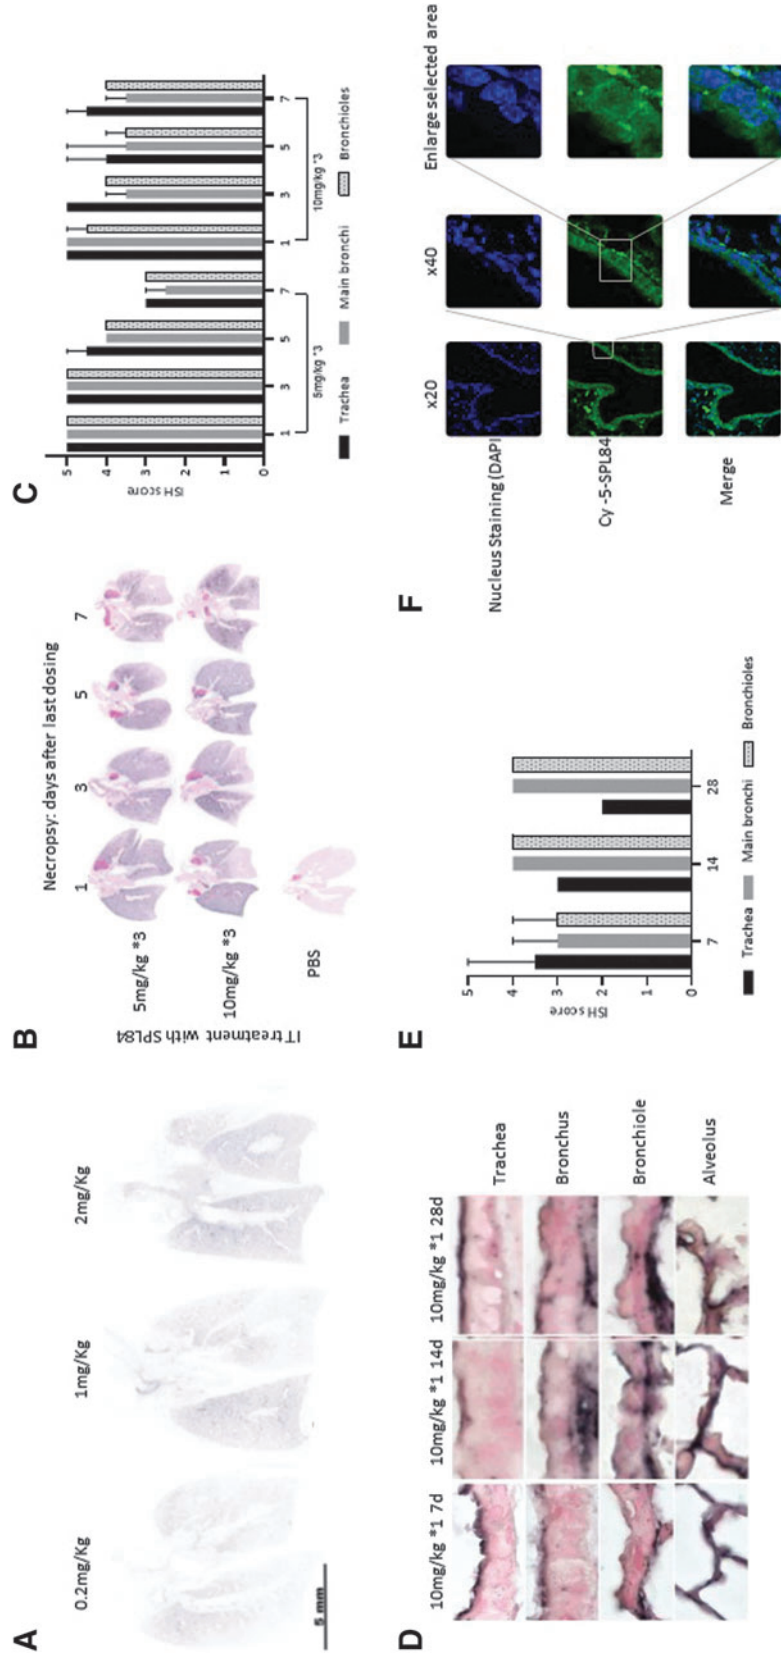 A
0.2mg/Kg
1mg/Kg
2mg/Kg
5 mm
B
Necropsy: days after last dosing
1
3
5
7
IT treatment with SPL84
5mg/kg *3
10mg/kg *3
PBS
C
ISH score
5
4
3
2
1
0
1
3
5
7
1
3
5
7
5mg/kg *3
10mg/kg *3
Trachea
Main bronchi
Bronchioles
D
10mg/kg *1 7d
10mg/kg *1 14d
10mg/kg *1 28d
Trachea
Bronchus
Bronchiole
Alveolus
E
ISH score
5
4
3
2
1
0
7
14
28
Trachea
Main bronchi
Bronchioles
F
x20
x40
Enlarge selected area
Nucleus Staining (DAPI
Cy -5-SPL84
Merge